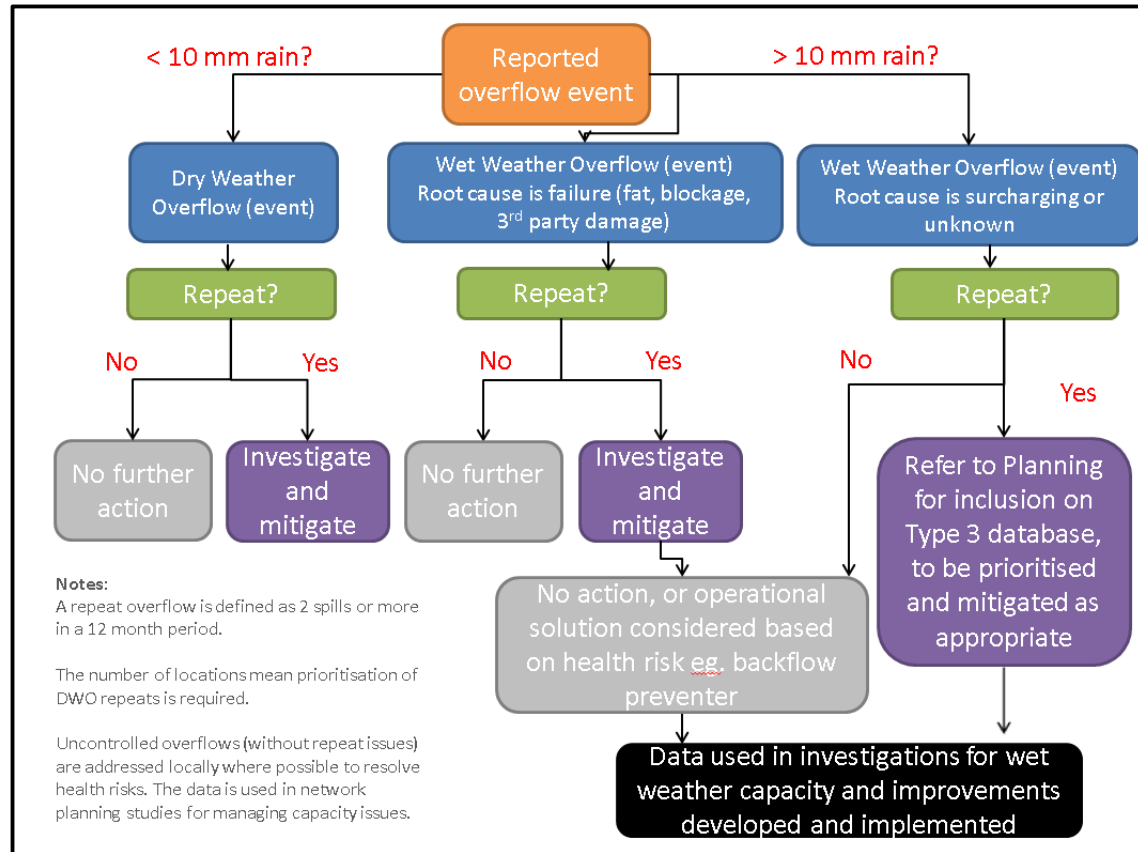 < 10 mm rain?
Reported
overflow event
> 10 mm rain?
Dry Weather
Overflow (event)
Wet Weather Overflow (event)
Root cause is failure (fat, blockage,
3rd party damage)
Wet Weather Overflow (event)
Root cause is surcharging or
unknown
Repeat?
Repeat?
Repeat?
No
Yes
No
Yes
No
Yes
No further
action
Investigate
and
mitigate
No further
action
Investigate
and
mitigate
Refer to Planning
for inclusion on
Type 3 database,
to be prioritised
and mitigated as
appropriate
No action, or operational
solution considered based
on health risk eg. backflow
preventer
Data used in investigations for wet
weather capacity and improvements
developed and implemented
Notes:
A repeat overflow is defined as 2 spills or more
in a 12 month period.
The number of locations mean prioritisation of
DWO repeats is required.
Uncontrolled overflows (without repeat issues)
are addressed locally where possible to resolve
health risks. The data is used in network
planning studies for managing capacity issues.